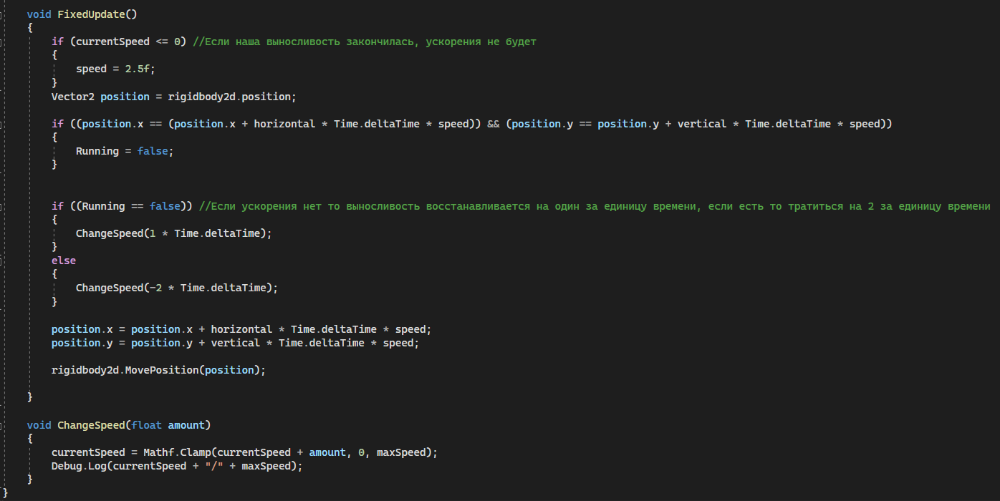 void FixedUpdate()
{
if (currentSpeed <= 0) //Если наша выносливость закончилась, ускорения не будет
{
speed = 2.5f;
}
Vector2 position = rigidbody2d.position;
if ((position.x == (position.x + horizontal * Time.deltaTime * speed)) && (position.y == position.y + vertical * Time.deltaTime * speed))
{
Running = false;
}
if ((Running == false)) //Если ускорения нет то выносливость восстанавливается на один за единицу времени, если есть то тратиться на 2 за единицу времени
{
ChangeSpeed(1 * Time.deltaTime);
}
else
{
ChangeSpeed(-2 * Time.deltaTime);
}
position.x = position.x + horizontal * Time.deltaTime * speed;
position.y = position.y + vertical * Time.deltaTime * speed;
rigidbody2d.MovePosition(position);
}
void ChangeSpeed(float amount)
{
currentSpeed = Mathf.Clamp(currentSpeed + amount, 0, maxSpeed);
Debug.Log(currentSpeed + "/" + maxSpeed);
}
}